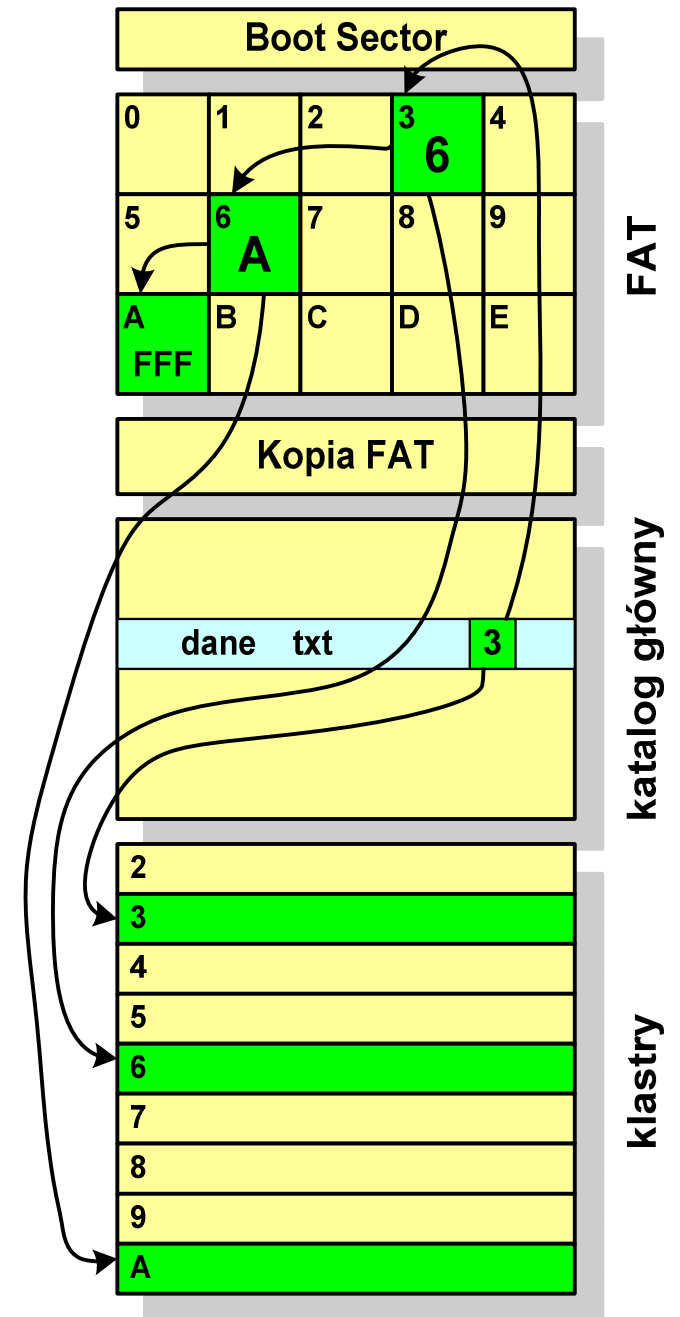 Boot Sector
0 1 2 3 4
6
5 6 7 8 9
A
A B C D E
FFF
FAT
Kopia FAT
dane txt 3
katalog główny
2
3
4
5
6
7
8
9
A
klastry